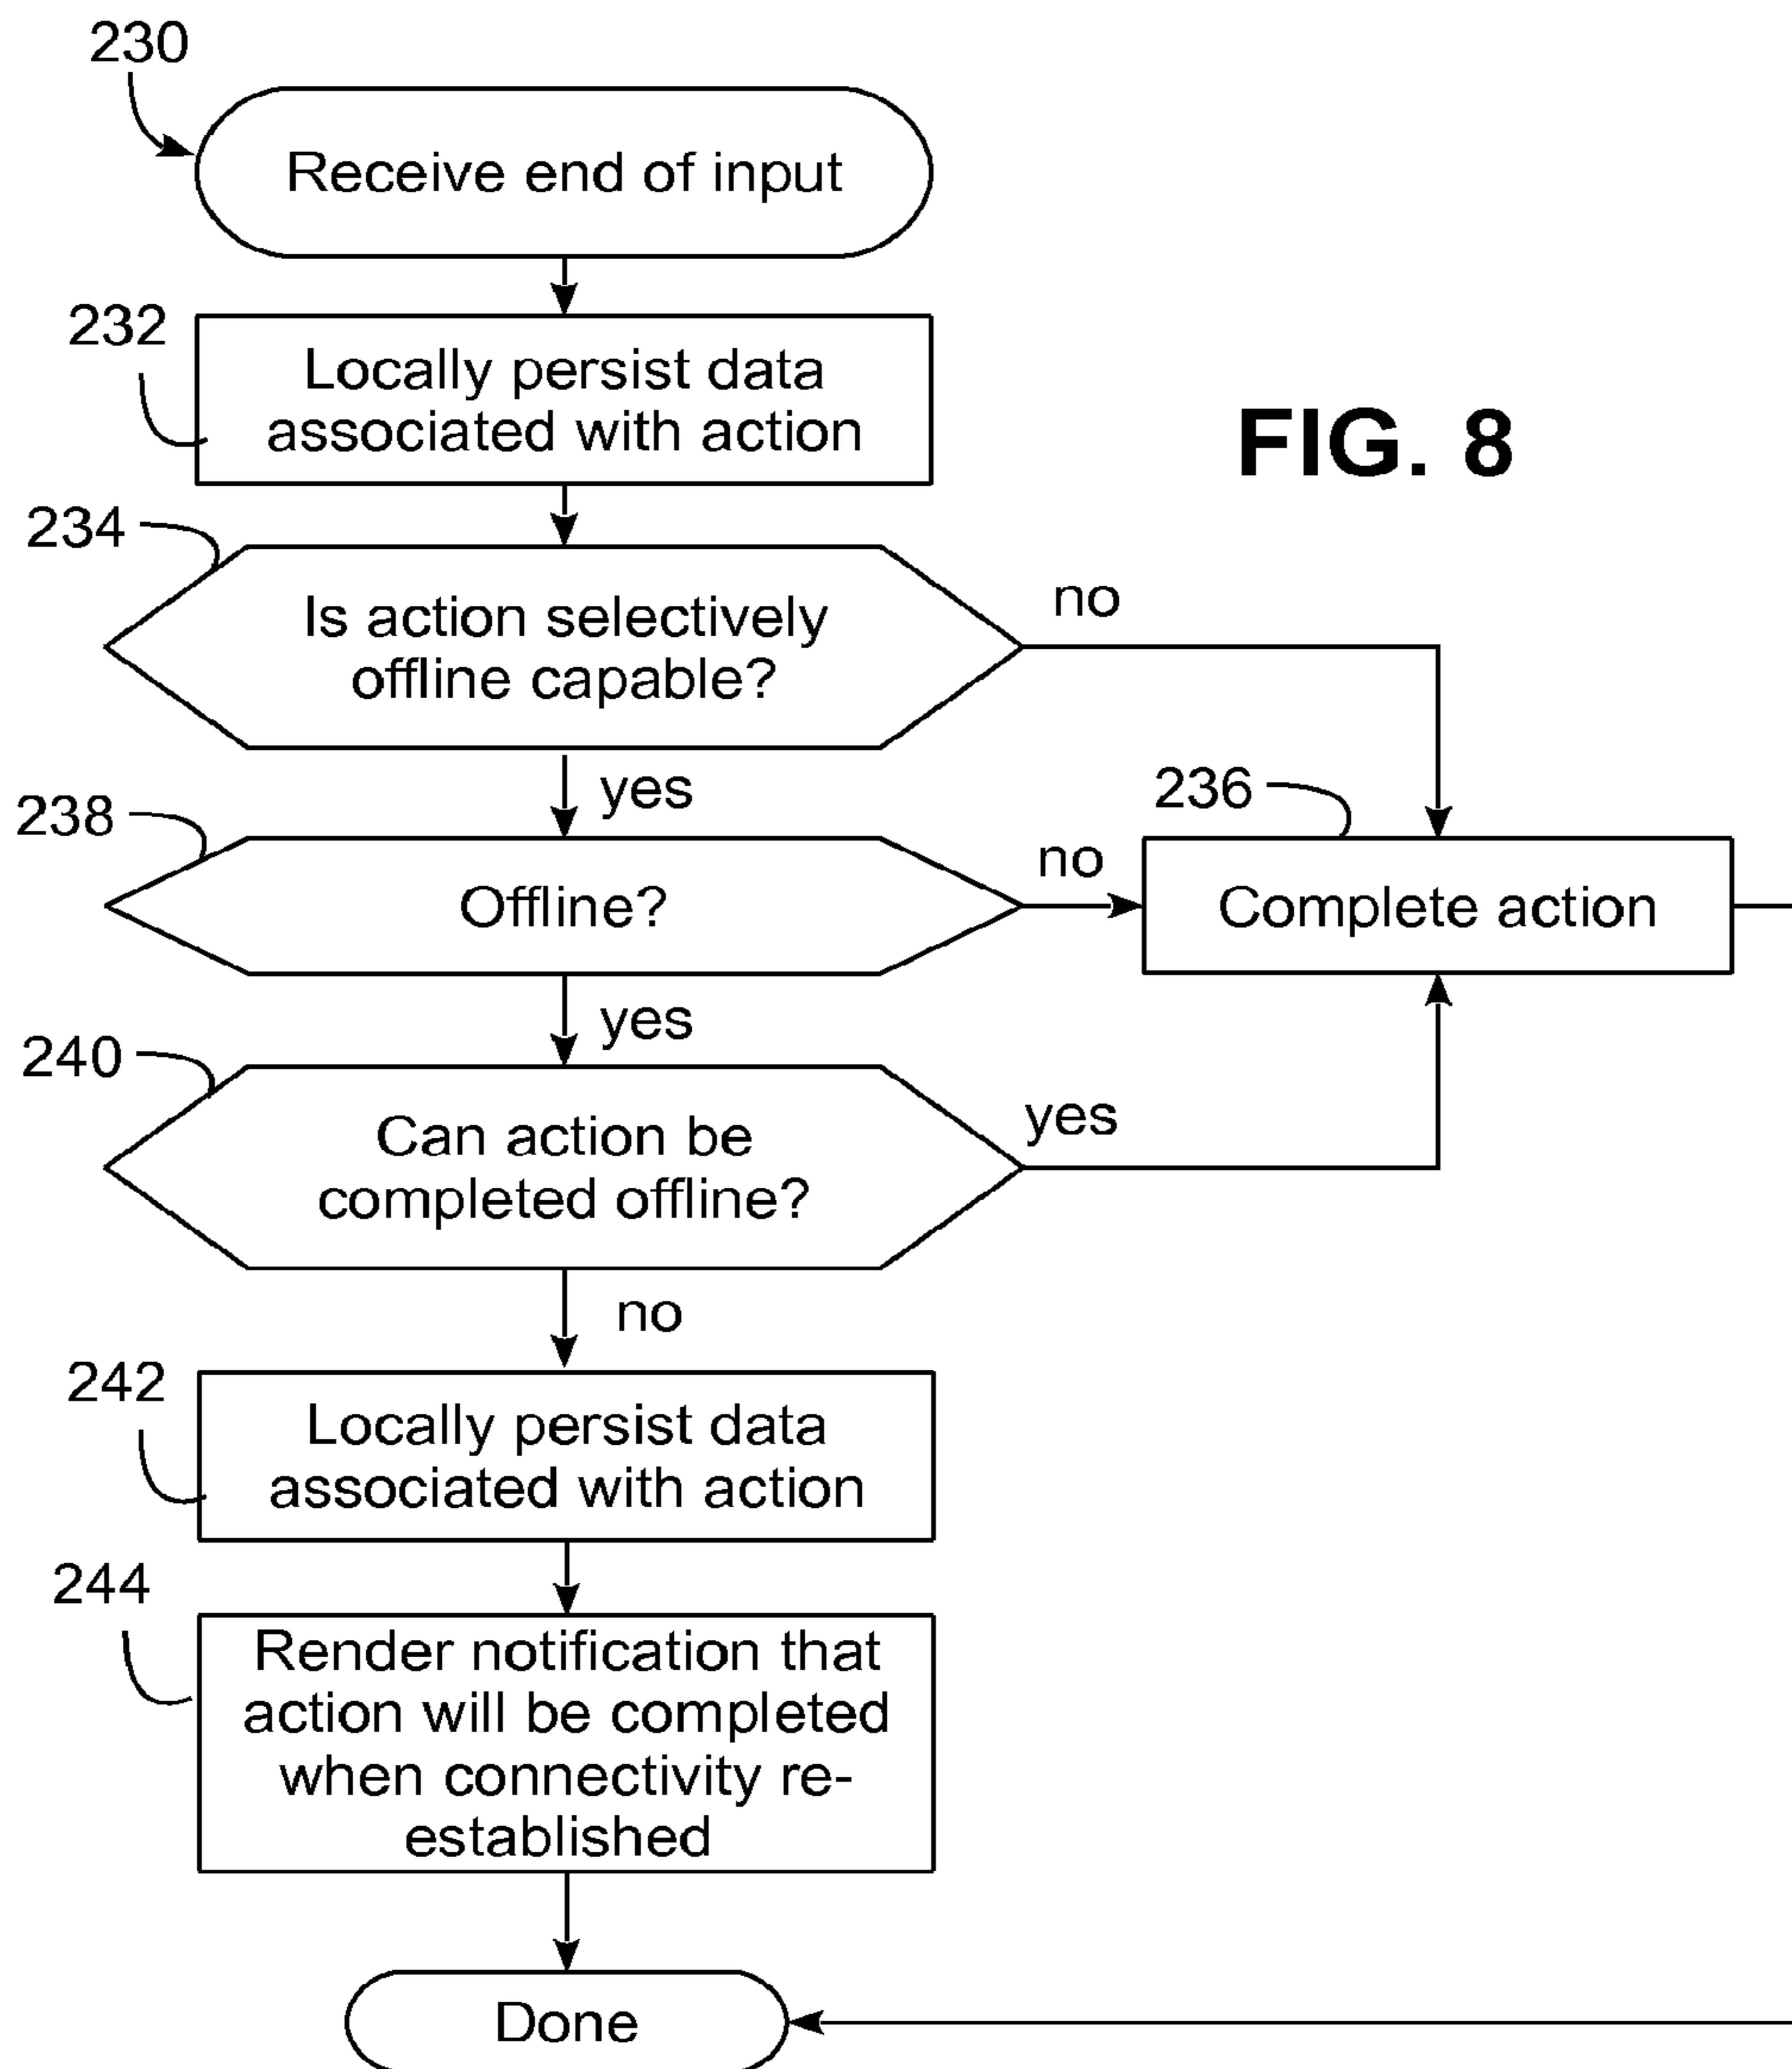 230
Receive end of input
232
Locally persist data
associated with action
FIG. 8
234
Is action selectively
offline capable?
no
yes
238
Offline?
no
236
Complete action
yes
240
Can action be
completed offline?
yes
no
242
Locally persist data
associated with action
244
Render notification that
action will be completed
when connectivity re-
established
Done